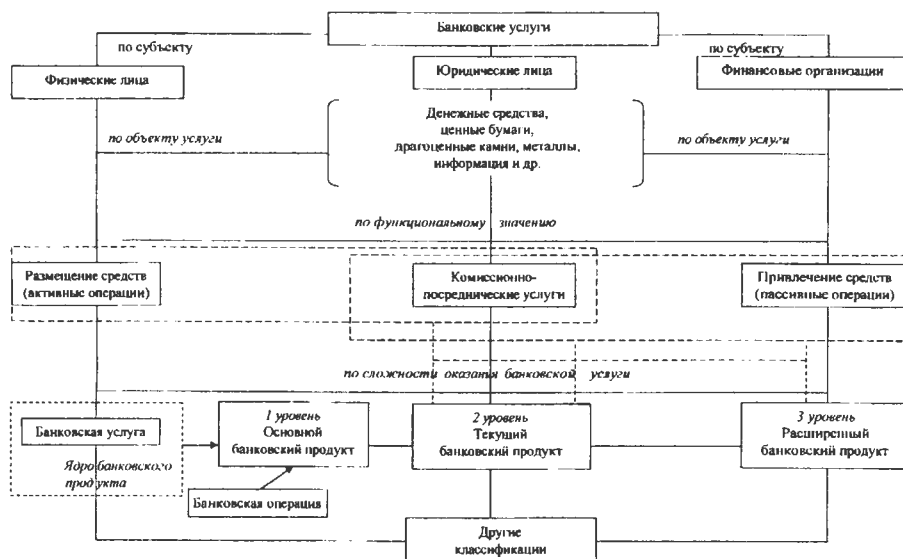 Банковские услуги
по субъекту
по субъекту
Физические лица
Юридические лица
Финансовые организации
Денежные средства,
ценные бумаги,
драгоценные камни, металлы,
информация и др.
по объекту услуги
по объекту услуги
по функциональному значению
Размещение средств
(активные операции)
Комиссионно-
посреднические услуги
Привлечение средств
(пассивные операции)
по сложности оказания банковской услуги
Банковская услуга
Ядро банковского
продукта
1 уровень
Основной
банковский продукт
2 уровень
Текущий
банковский продукт
3 уровень
Расширенный
банковский продукт
Банковская операция
Другие
классификации